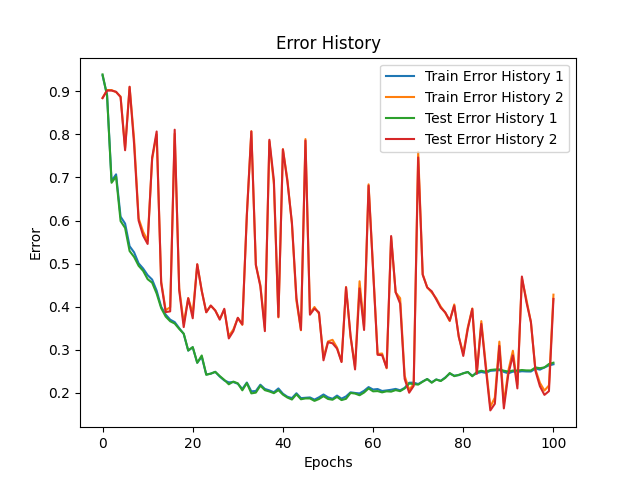 Error History
Train Error History 1
Train Error History 2
Test Error History 1
Test Error History 2
Error
0.9
0.8
0.7
0.6
0.5
0.4
0.3
0.2
0 20 40 60 80 100
Epochs